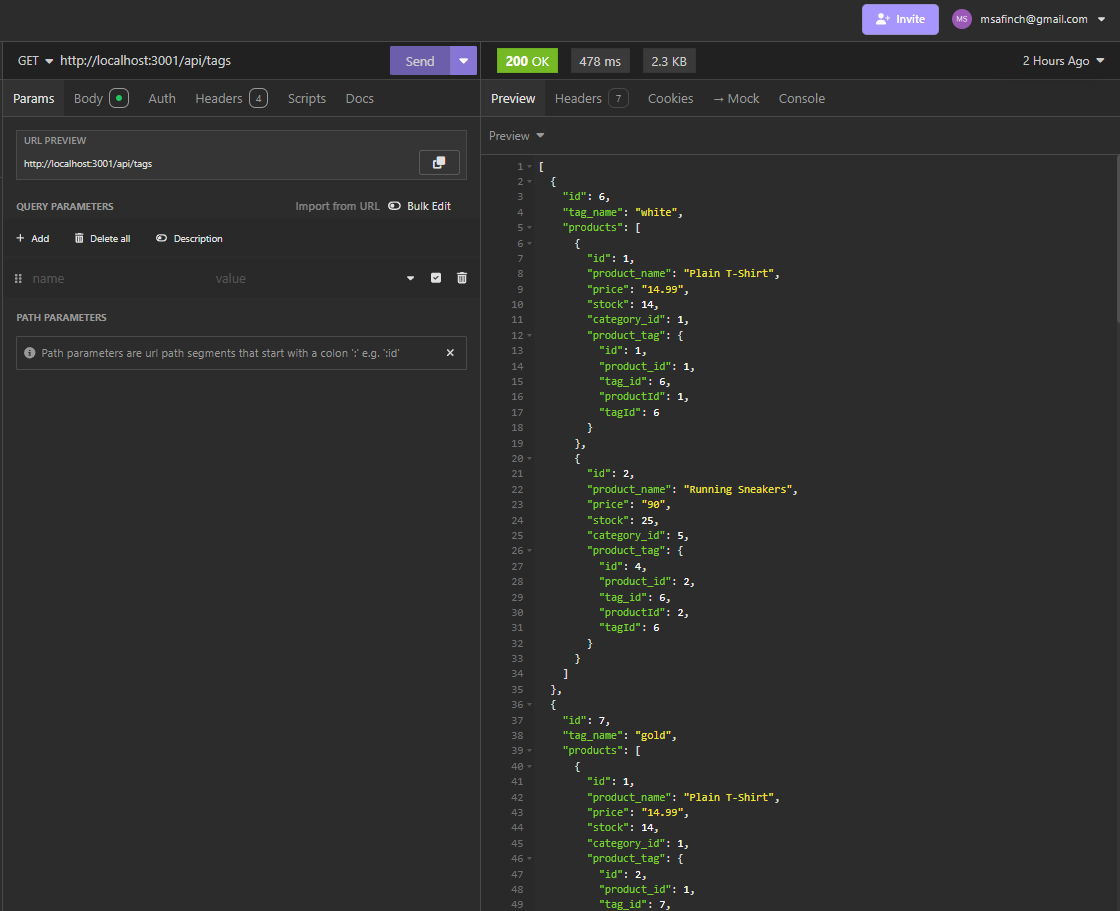 Invite
MS
msafinch@gmail.com
GET http://localhost:3001/api/tags
Send
200 OK
478 ms
2.3 KB
2 Hours Ago
Params
Body
Auth
Headers 4
Scripts
Docs
Preview
Headers 7
Cookies
→ Mock
Console
URL PREVIEW
http://localhost:3001/api/tags
QUERY PARAMETERS
Import from URL
Bulk Edit
+ Add
Delete all
Description
name
value
PATH PARAMETERS
Path parameters are url path segments that start with a colon ':' e.g. ':id'
Preview
1 [
2 {
3 "id": 6,
4 "tag_name": "white",
5 "products": [
6 {
7 "id": 1,
8 "product_name": "Plain T-Shirt",
9 "price": "14.99",
10 "stock": 14,
11 "category_id": 1,
12 "product_tag": {
13 "id": 1,
14 "product_id": 1,
15 "tag_id": 6,
16 "productId": 1,
17 "tagId": 6
18 }
19 },
20 {
21 "id": 2,
22 "product_name": "Running Sneakers",
23 "price": "90",
24 "stock": 25,
25 "category_id": 5,
26 "product_tag": {
27 "id": 4,
28 "product_id": 2,
29 "tag_id": 6,
30 "productId": 2,
31 "tagId": 6
32 }
33 }
34 ]
35 },
36 {
37 "id": 7,
38 "tag_name": "gold",
39 "products": [
40 {
41 "id": 1,
42 "product_name": "Plain T-Shirt",
43 "price": "14.99",
44 "stock": 14,
45 "category_id": 1,
46 "product_tag": {
47 "id": 2,
48 "product_id": 1,
49 "tag_id": 7,